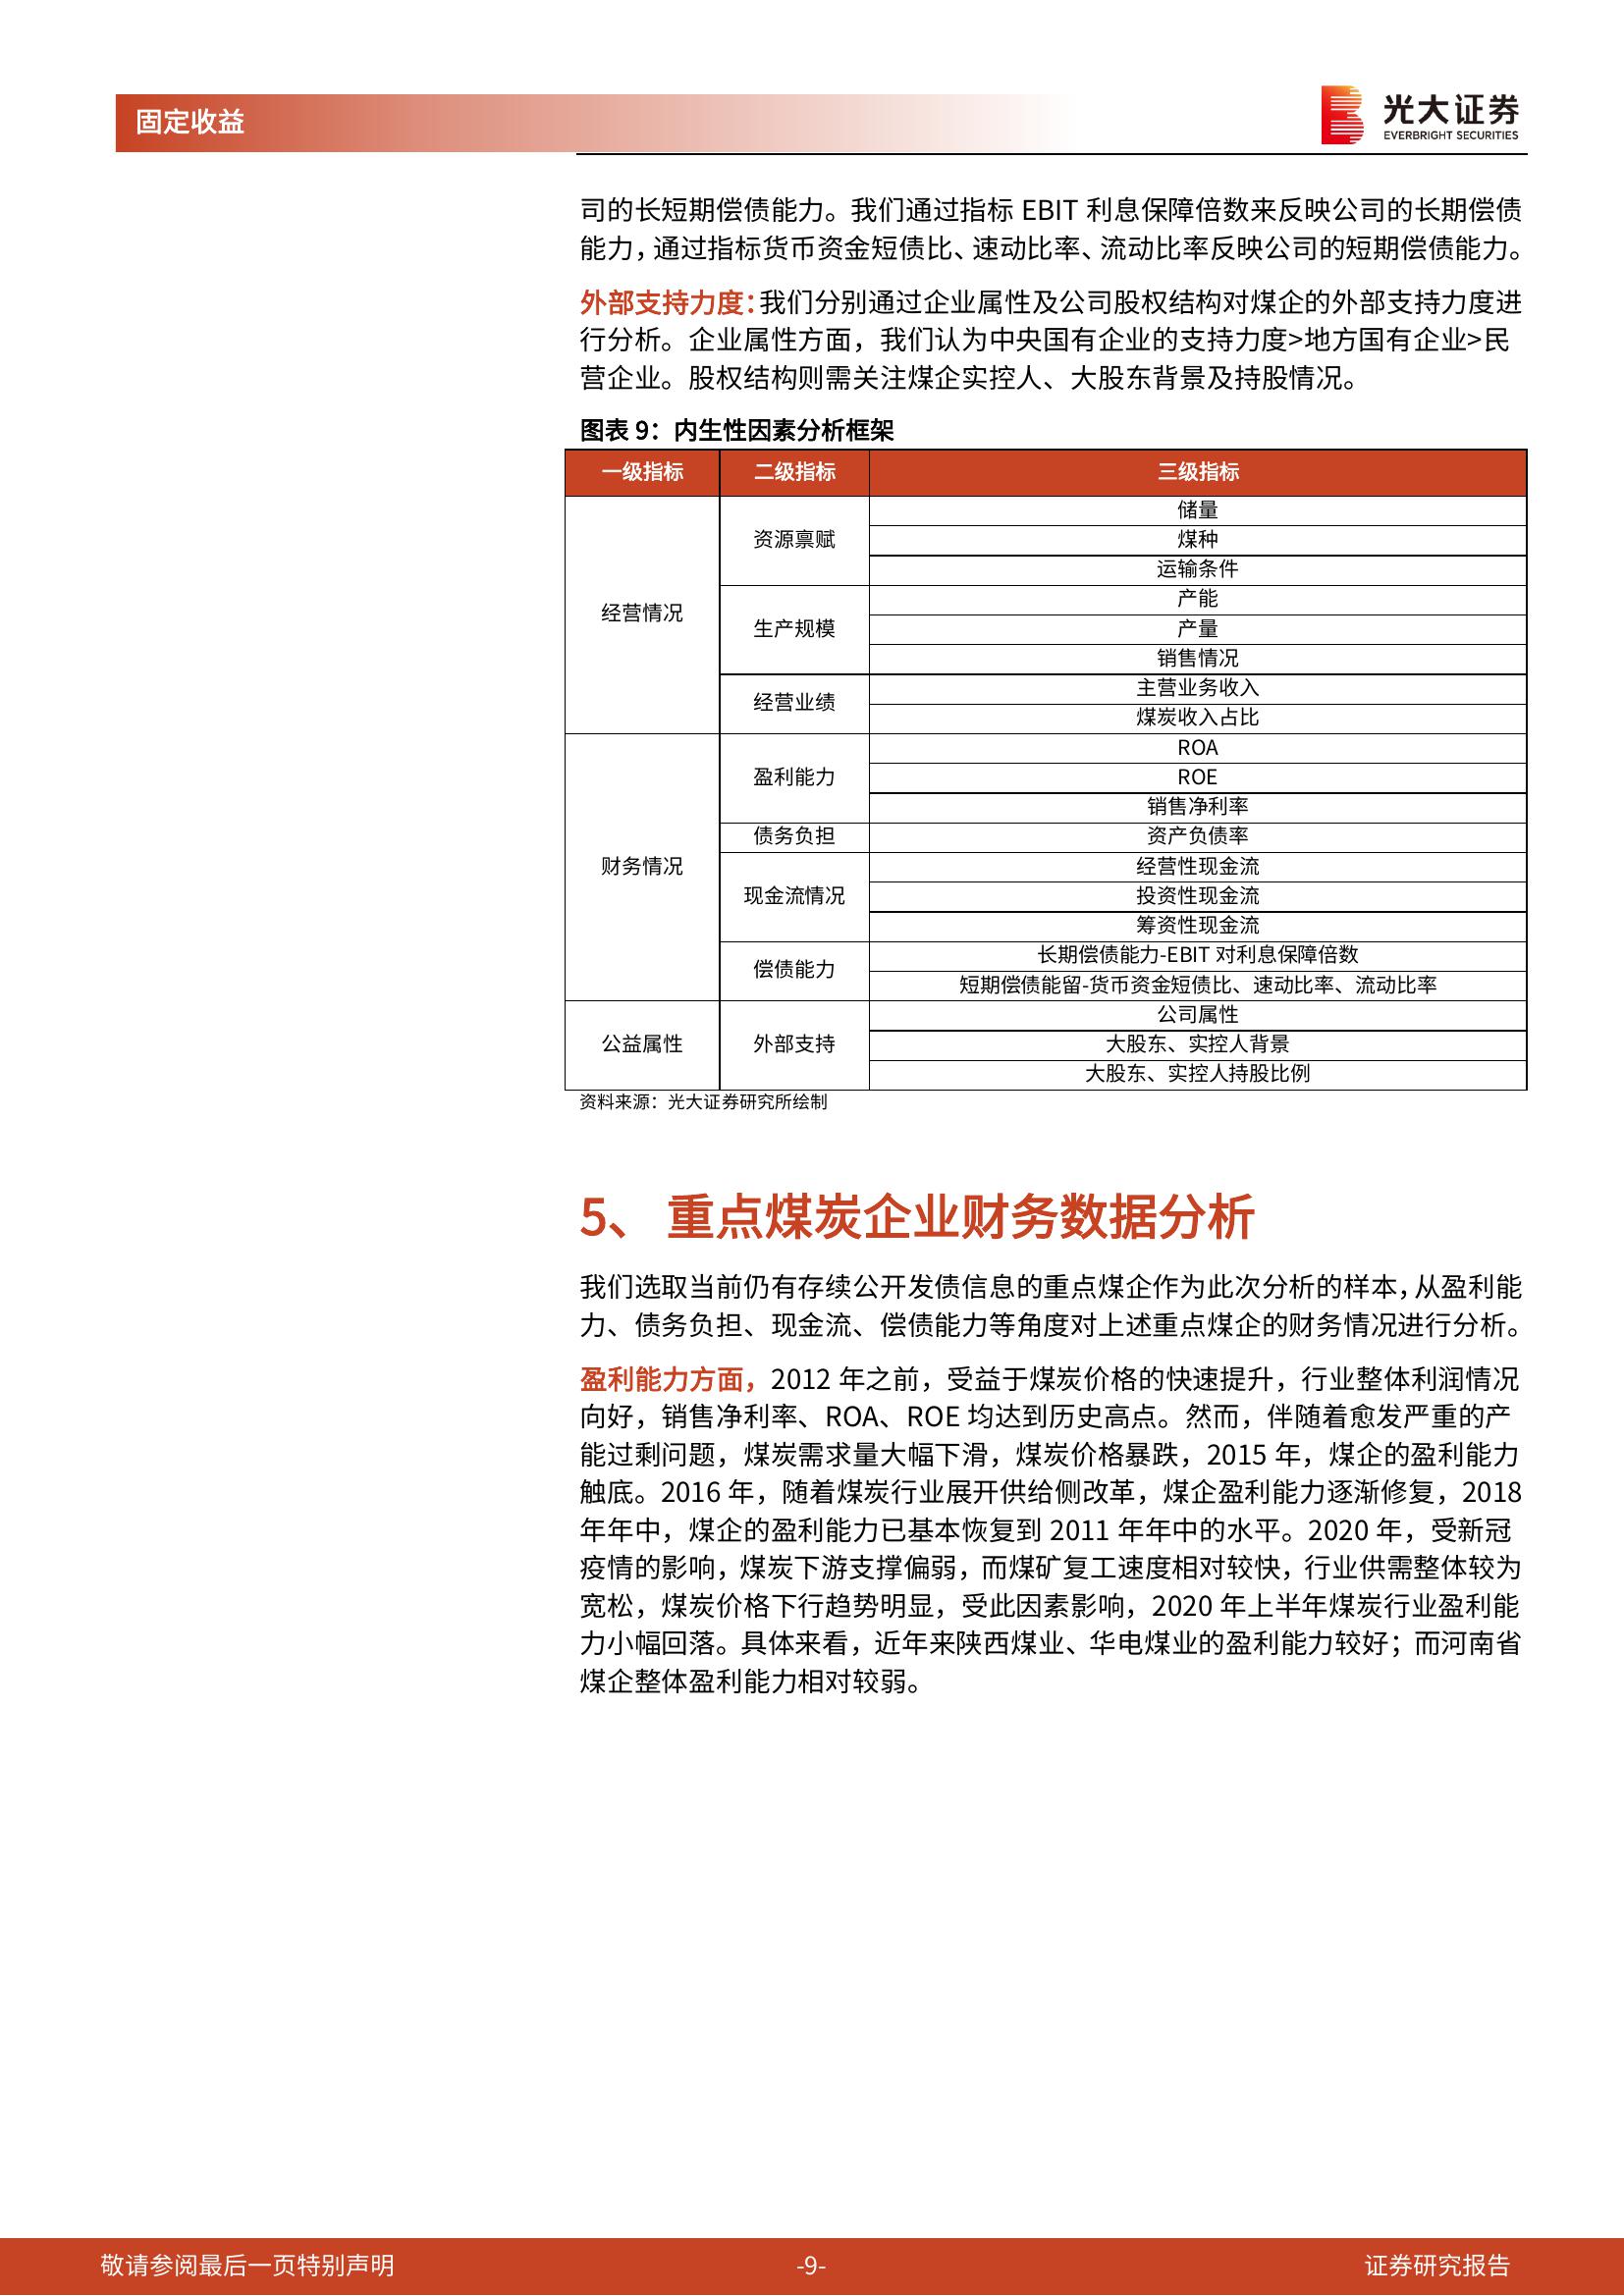 固定收益
光大证券
EVERBRIGHT SECURITIES
司的长短期偿债能力。我们通过指标 EBIT 利息保障倍数来反映公司的长期偿债
能力，通过指标货币资金短债比、速动比率、流动比率反映公司的短期偿债能力。
外部支持力度：我们分别通过企业属性及公司股权结构对煤企的外部支持力度进
行分析。企业属性方面，我们认为中央国有企业的支持力度>地方国有企业>民
营企业。股权结构则需关注煤企实控人、大股东背景及持股情况。
图表 9：内生性因素分析框架
一级指标 二级指标 三级指标
经营情况
资源禀赋
储量
煤种
运输条件
生产规模
产能
产量
销售情况
经营业绩
主营业务收入
煤炭收入占比
财务情况
盈利能力
ROA
ROE
销售净利率
债务负担 资产负债率
现金流情况
经营性现金流
投资性现金流
筹资性现金流
偿债能力
长期偿债能力-EBIT 对利息保障倍数
短期偿债能留-货币资金短债比、速动比率、流动比率
公益属性
外部支持
公司属性
大股东、实控人背景
大股东、实控人持股比例
资料来源：光大证券研究所绘制
5、 重点煤炭企业财务数据分析
我们选取当前仍有存续公开发债信息的重点煤企作为此次分析的样本，从盈利能
力、债务负担、现金流、偿债能力等角度对上述重点煤企的财务情况进行分析。
盈利能力方面，2012 年之前，受益于煤炭价格的快速提升，行业整体利润情况
向好，销售净利率、ROA、ROE 均达到历史高点。然而，伴随着愈发严重的产
能过剩问题，煤炭需求量大幅下滑，煤炭价格暴跌，2015 年，煤企的盈利能力
触底。2016 年，随着煤炭行业展开供给侧改革，煤企盈利能力逐渐修复，2018
年年中，煤企的盈利能力已基本恢复到 2011 年年中的水平。2020 年，受新冠
疫情的影响，煤炭下游支撑偏弱，而煤矿复工速度相对较快，行业供需整体较为
宽松，煤炭价格下行趋势明显，受此因素影响，2020 年上半年煤炭行业盈利能
力小幅回落。具体来看，近年来陕西煤业、华电煤业的盈利能力较好；而河南省
煤企整体盈利能力相对较弱。
敬请参阅最后一页特别声明 -9- 证券研究报告